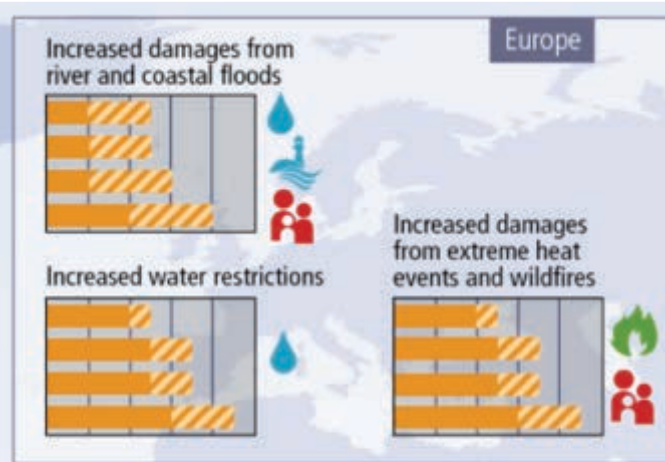 Europe
Increased damages from
river and coastal floods
Increased water restrictions
Increased damages
from extreme heat
events and wildfires